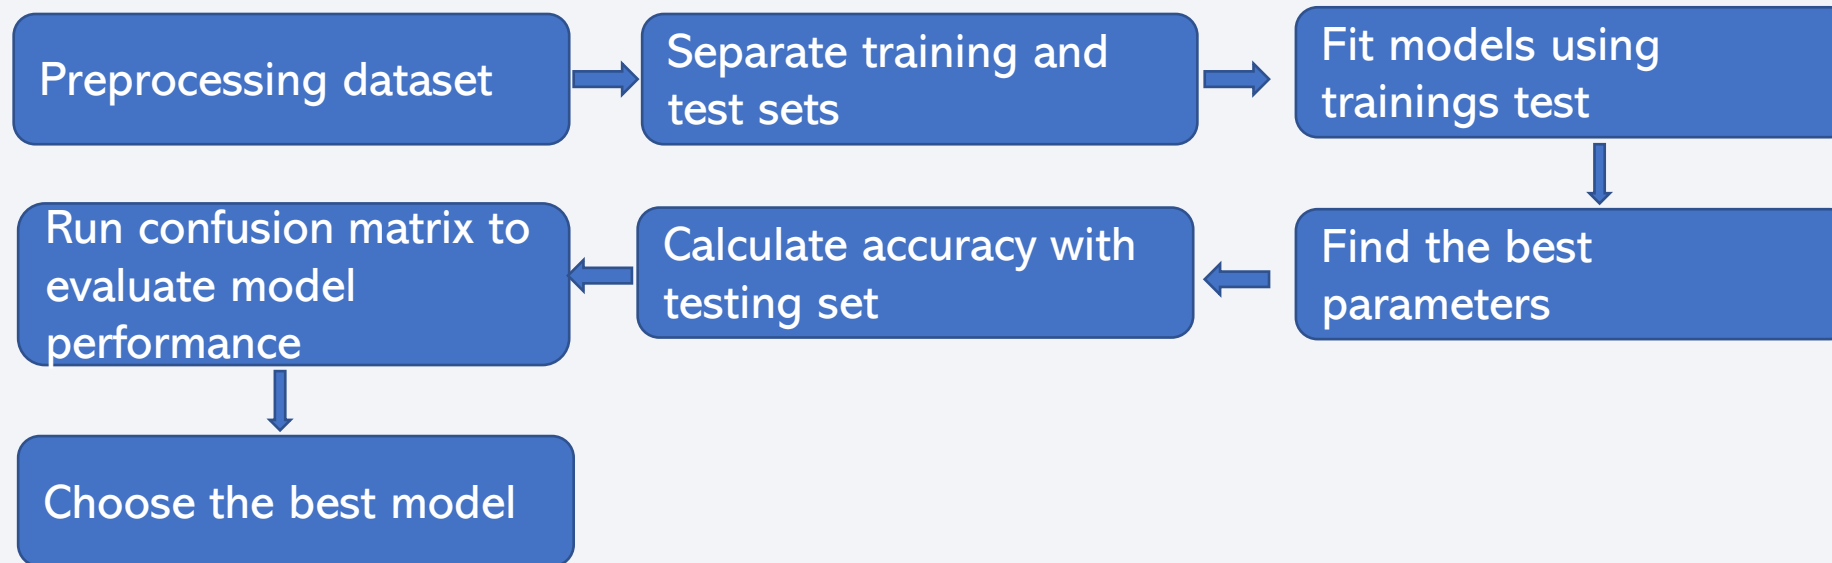 Preprocessing dataset
Separate training and
test sets
Fit models using
trainings test
Find the best
parameters
Calculate accuracy with
testing set
Run confusion matrix to
evaluate model
performance
Choose the best model